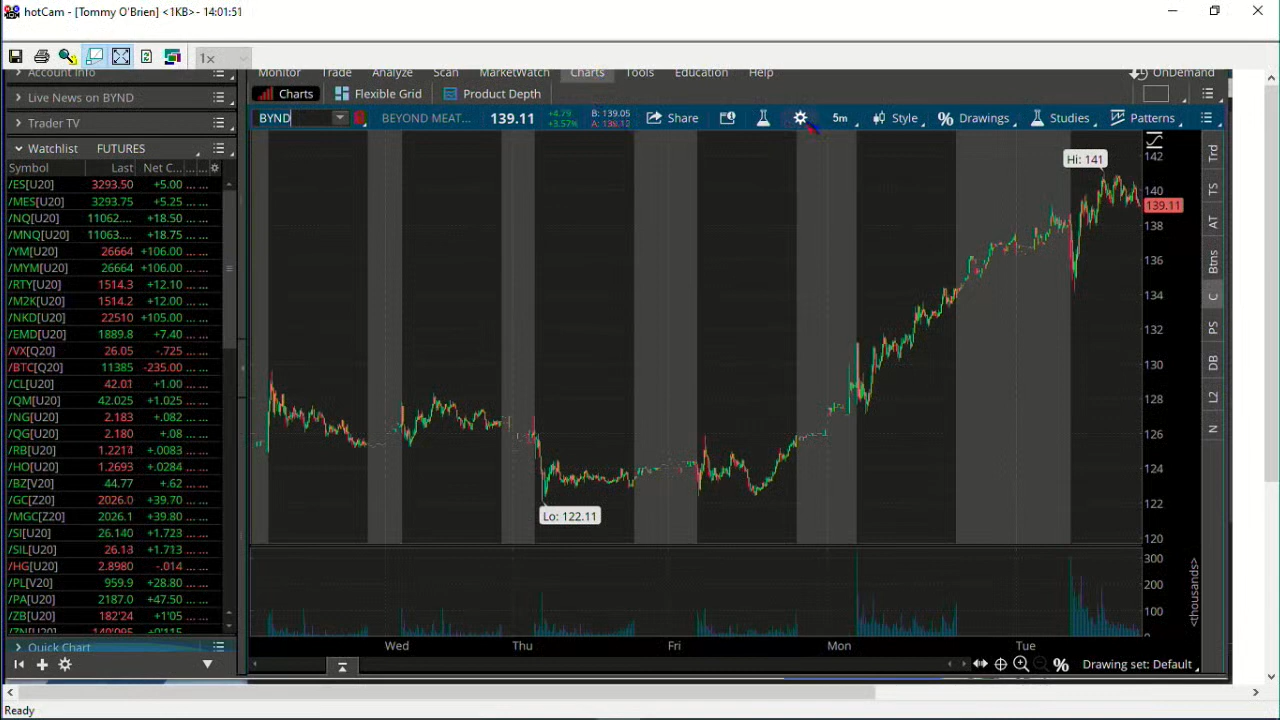 hotCam - [Tommy O'Brien] <1KB> - 14:01:51
1x
Account Info
Monitor Trade Analyze Scan MarketWatch Charts Tools Education Help
OnDemand
Live News on BYND
Charts Flexible Grid Product Depth
Trader TV
BYND BEYOND MEAT... 139.11 +4.79 +3.57% B: 139.05 A: 139.12 Share 5m Style Drawings Studies Patterns
Watchlist FUTURES
Symbol Last Net C... ... ...
/ES[U20] 3293.50 +5.00 ... ...
/MES[U20] 3293.75 +5.25 ... ...
/NQ[U20] 11062.... +18.50 ... ...
/MNQ[U20] 11063.... +18.75 ... ...
/YM[U20] 26664 +106.00 ... ...
/MYM[U20] 26664 +106.00 ... ...
/RTY[U20] 1514.3 +12.10 ... ...
/M2K[U20] 1514.2 +12.00 ... ...
/NKD[U20] 22510 +105.00 ... ...
/EMD[U20] 1889.8 +7.40 ... ...
/VX[Q20] 26.05 -.725 ... ...
/BTC[Q20] 11385 -235.00 ... ...
/CL[U20] 42.01 +1.00 ... ...
/QM[U20] 42.025 +1.025 ... ...
/NG[U20] 2.183 +.082 ... ...
/QG[U20] 2.180 +.08 ... ...
/RB[U20] 1.2214 +.0083 ... ...
/HO[U20] 1.2693 +.0284 ... ...
/BZ[V20] 44.77 +.62 ... ...
/GC[Z20] 2026.0 +39.70 ... ...
/MGC[Z20] 2026.1 +39.80 ... ...
/SI[U20] 26.140 +1.723 ... ...
/SIL[U20] 26.13 +1.713 ... ...
/HG[U20] 2.8980 -.014 ... ...
/PL[V20] 959.9 +28.80 ... ...
/PA[U20] 2187.0 +47.50 ... ...
/ZB[U20] 182'24 +1'05 ... ...
/ZN[U20] 140'095 +0'115 ... ...
Quick Chart
Hi: 141
Lo: 122.11
142
140
139.11
138
136
134
132
130
128
126
124
122
120
300
200
100
0
<thousands>
Trd
TS
AT
Btns
C
PS
DB
L2
N
Wed Thu Fri Mon Tue
Drawing set: Default
Ready